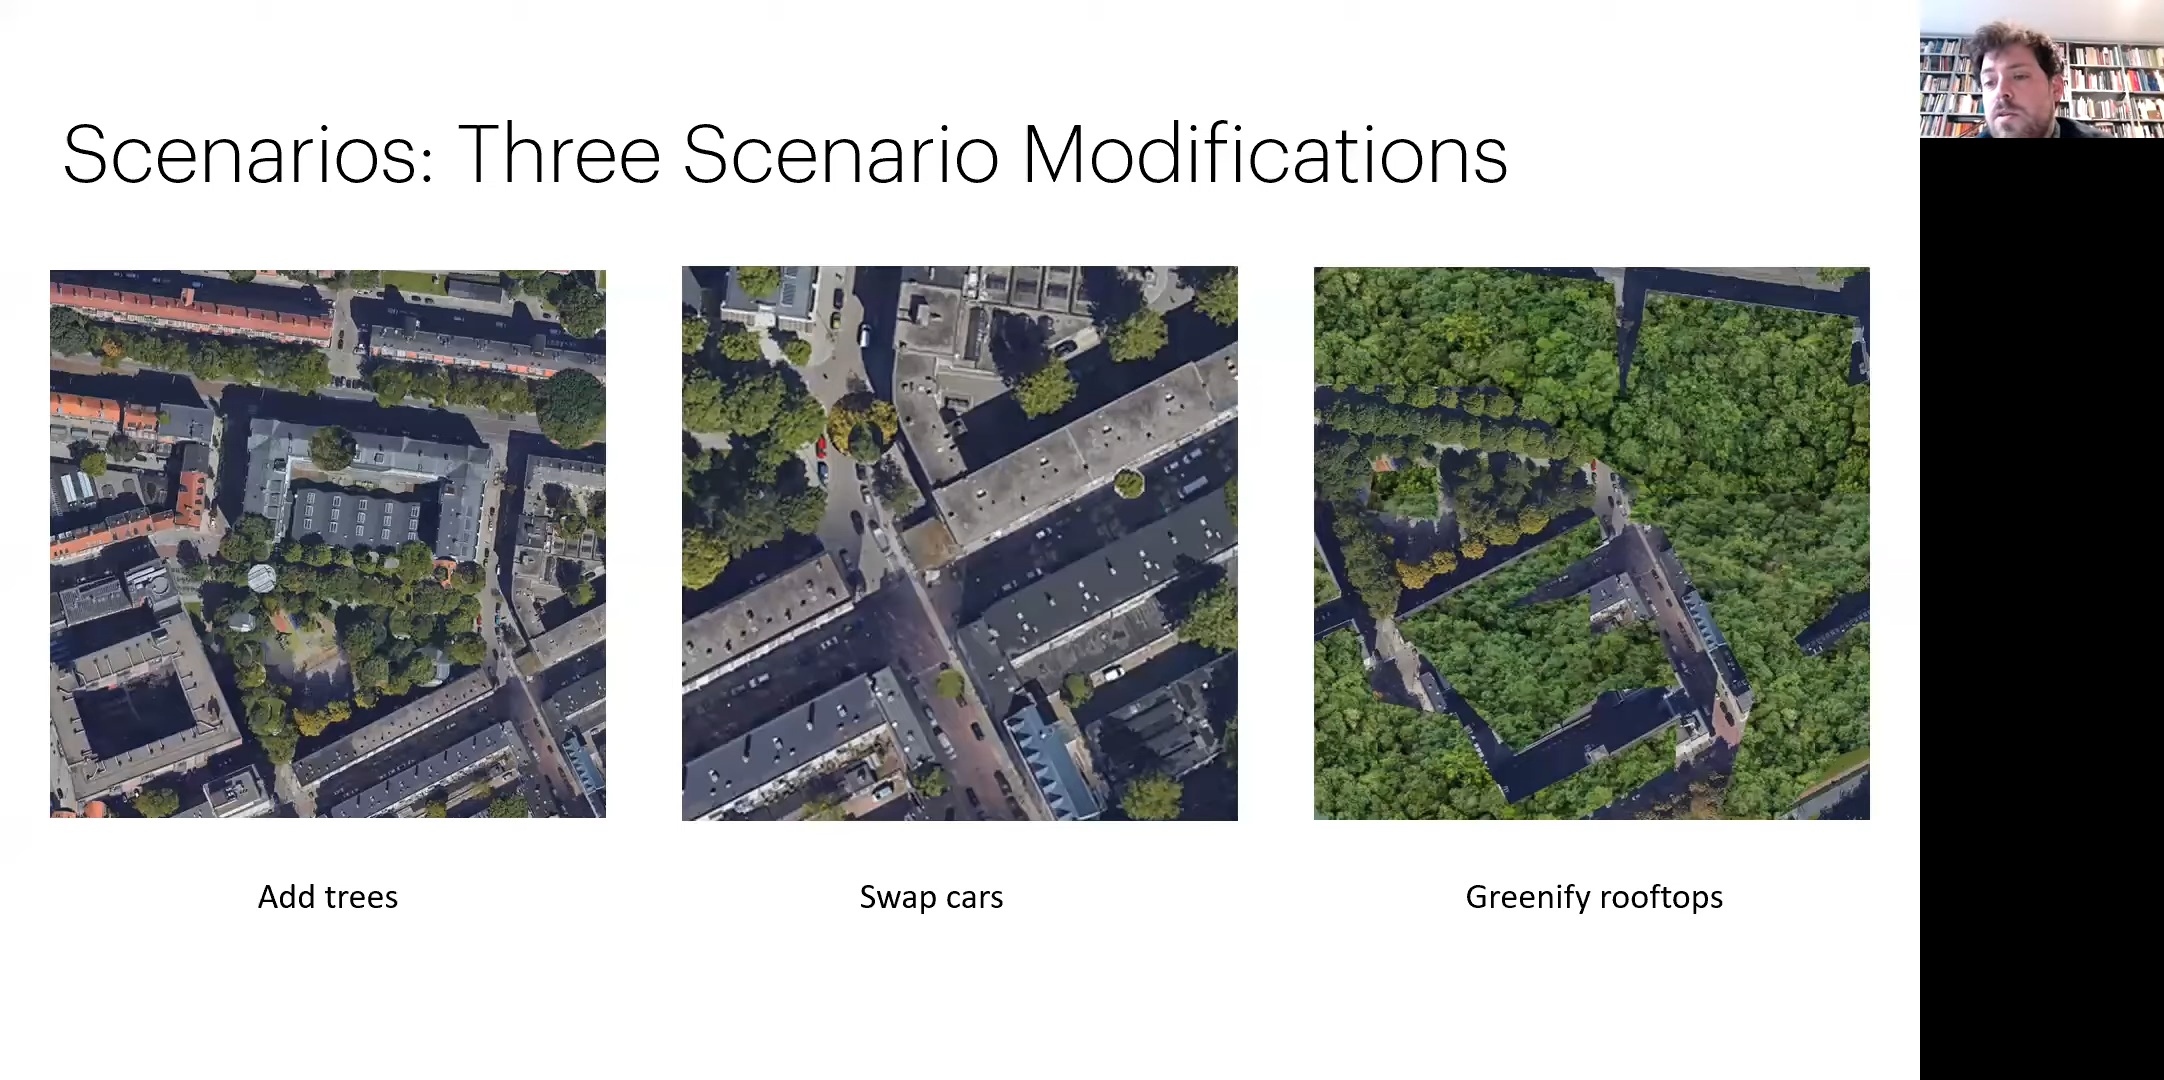 Scenarios: Three Scenario Modifications
Add trees
Swap cars
Greenify rooftops